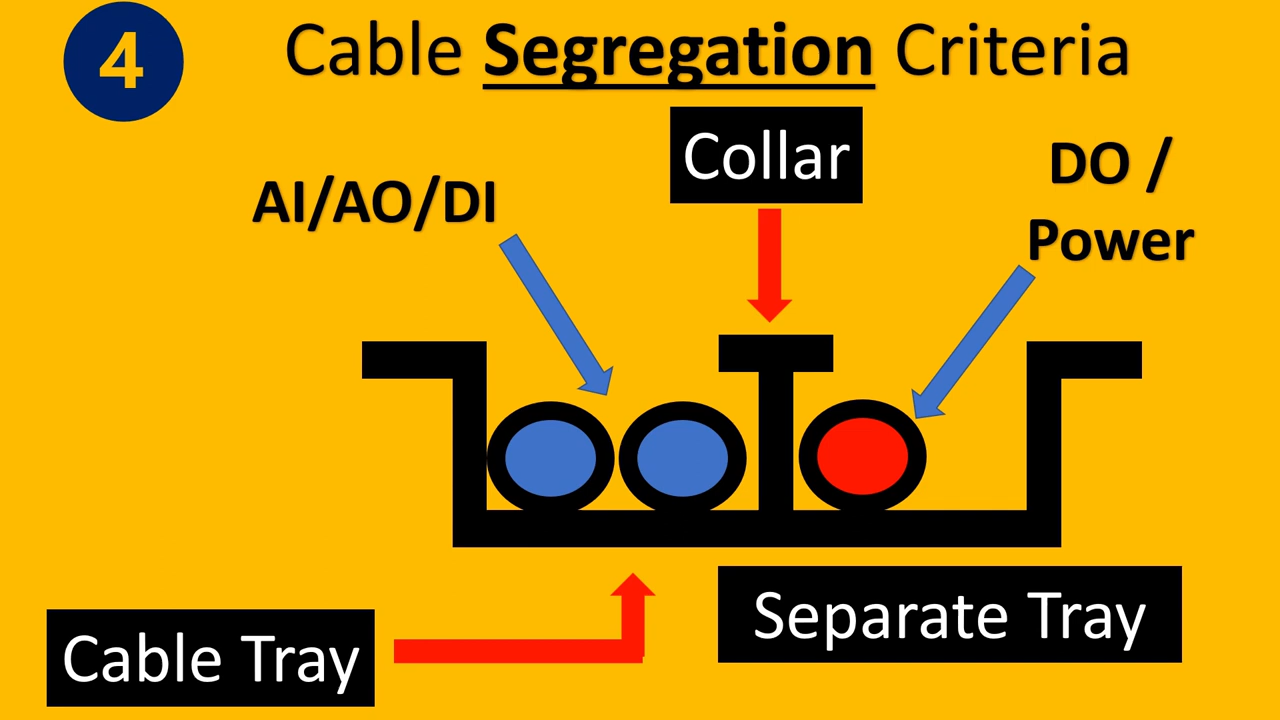 4
Cable Segregation Criteria
Collar
DO /
Power
AI/AO/DI
Separate Tray
Cable Tray